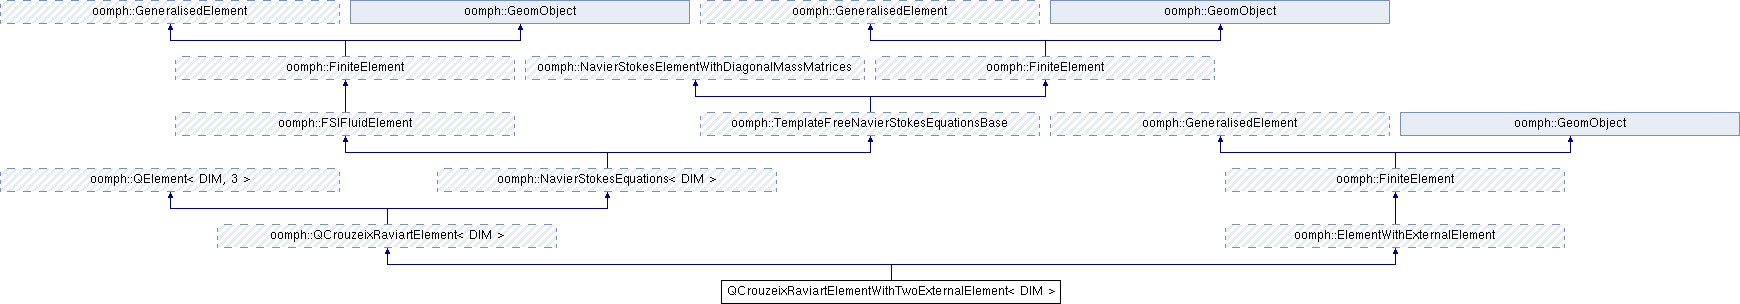 oomph::GeneralisedElement
oomph::GeomObject
oomph::GeneralisedElement
oomph::GeomObject
oomph::FiniteElement
oomph::NavierStokesElementWithDiagonalMassMatrices
oomph::FiniteElement
oomph::FSIFluidElement
oomph::TemplateFreeNavierStokesEquationsBase
oomph::GeneralisedElement
oomph::GeomObject
oomph::QElement< DIM, 3 >
oomph::NavierStokesEquations< DIM >
oomph::FiniteElement
oomph::QCrouzeixRaviartElement< DIM >
oomph::ElementWithExternalElement
QCrouzeixRaviartElementWithTwoExternalElement< DIM >